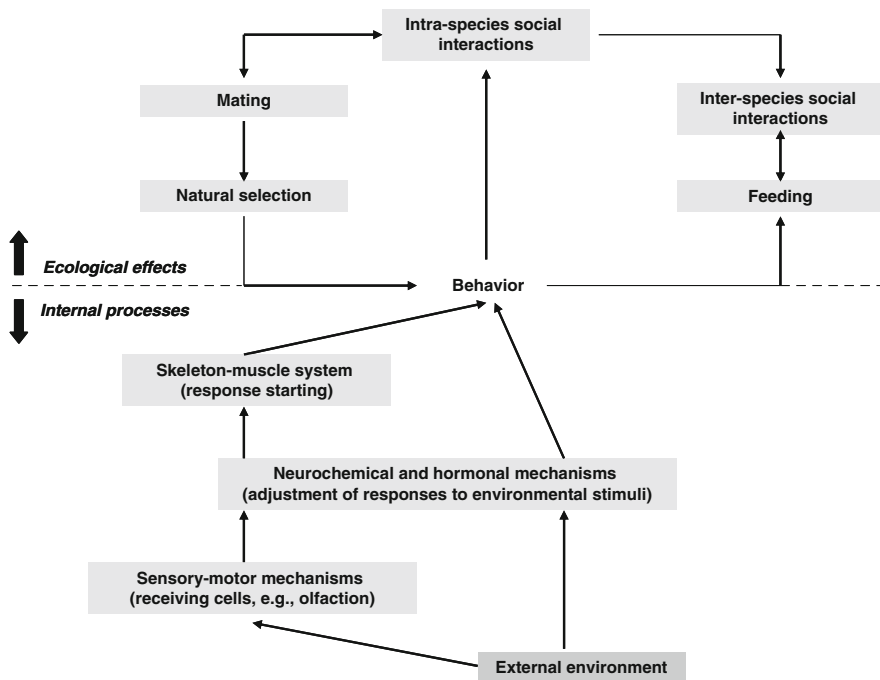 Intra-species social
interactions
Mating
Inter-species social
interactions
Natural selection
Feeding
Ecological effects
Behavior
Internal processes
Skeleton-muscle system
(response starting)
Neurochemical and hormonal mechanisms
(adjustment of responses to environmental stimuli)
Sensory-motor mechanisms
(receiving cells, e.g., olfaction)
External environment